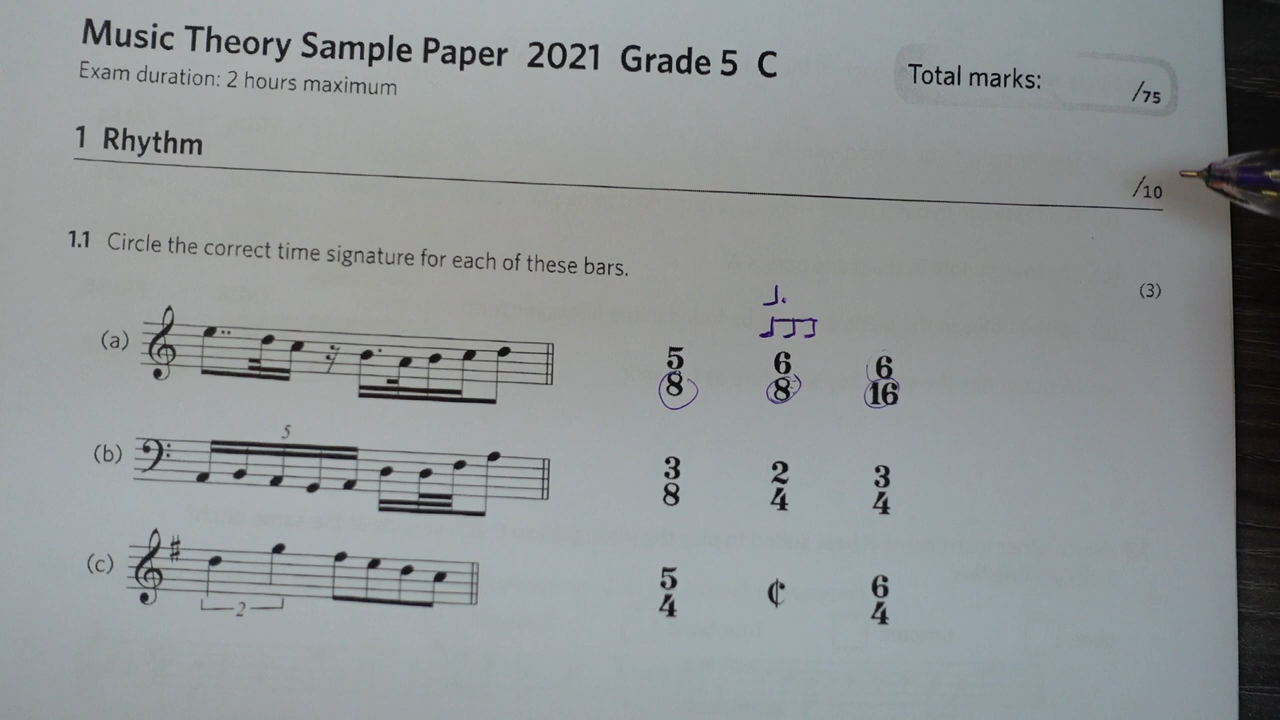 Music Theory Sample Paper 2021 Grade 5 C
Exam duration: 2 hours maximum
Total marks: /75
1 Rhythm
/10
1.1 Circle the correct time signature for each of these bars.
(3)
(a) 5 8 6 8 6 16
5
(b) 3 8 2 4 3 4
(c) 5 4 ¢ 6 4
2